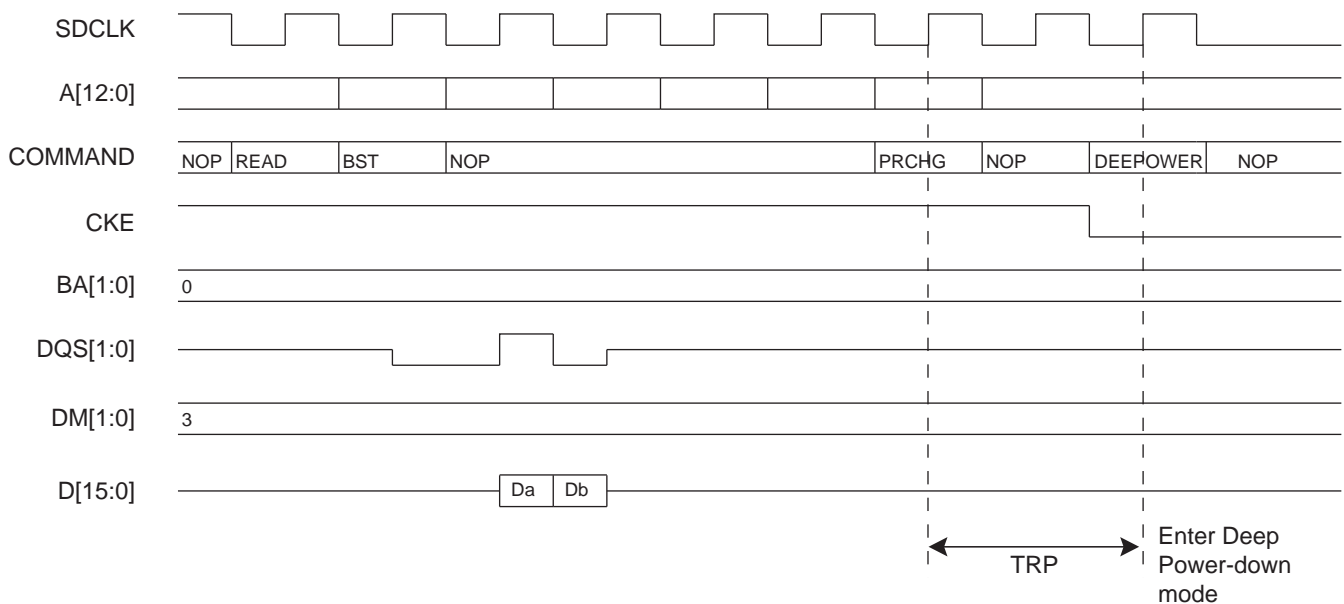 SDCLK
A[12:0]
COMMAND NOP READ BST NOP PRCHG NOP DEEPOWER NOP
CKE
BA[1:0] 0
DQS[1:0]
DM[1:0] 3
D[15:0] Da Db
TRP
Enter Deep
Power-down
mode